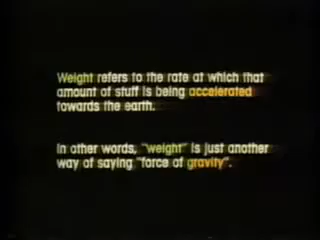 Weight refers to the rate at which that
amount of stuff is being accelerated
towards the earth.
In other words, "weight" is just another
way of saying "force of gravity".